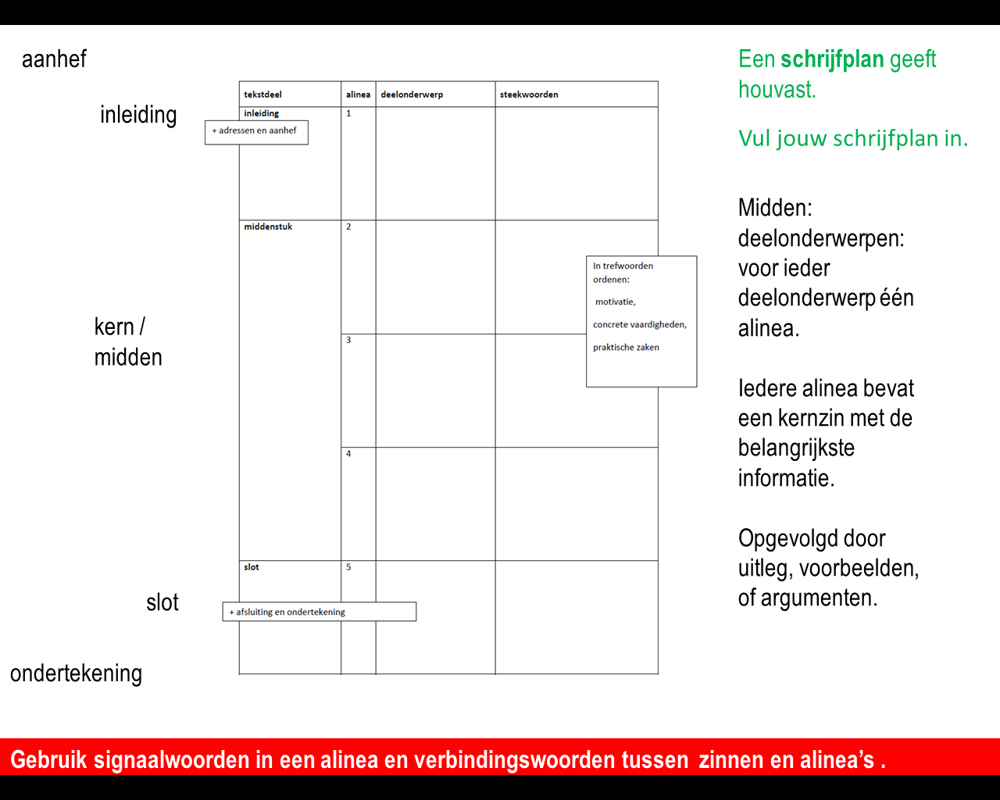 aanhef
inleiding
kern /
midden
slot
ondertekening
tekstdeel alinea deelonderwerp steekwoorden
inleiding 1
+ adressen en aanhef
middenstuk 2
In trefwoorden
ordenen:
motivatie,
concrete vaardigheden,
praktische zaken
3
4
slot 5
+ afsluiting en ondertekening
Een schrijfplan geeft
houvast.
Vul jouw schrijfplan in.
Midden:
deelonderwerpen:
voor ieder
deelonderwerp één
alinea.
Iedere alinea bevat
een kernzin met de
belangrijkste
informatie.
Opgevolgd door
uitleg, voorbeelden,
of argumenten.
Gebruik signaalwoorden in een alinea en verbindingswoorden tussen  zinnen en alinea’s .